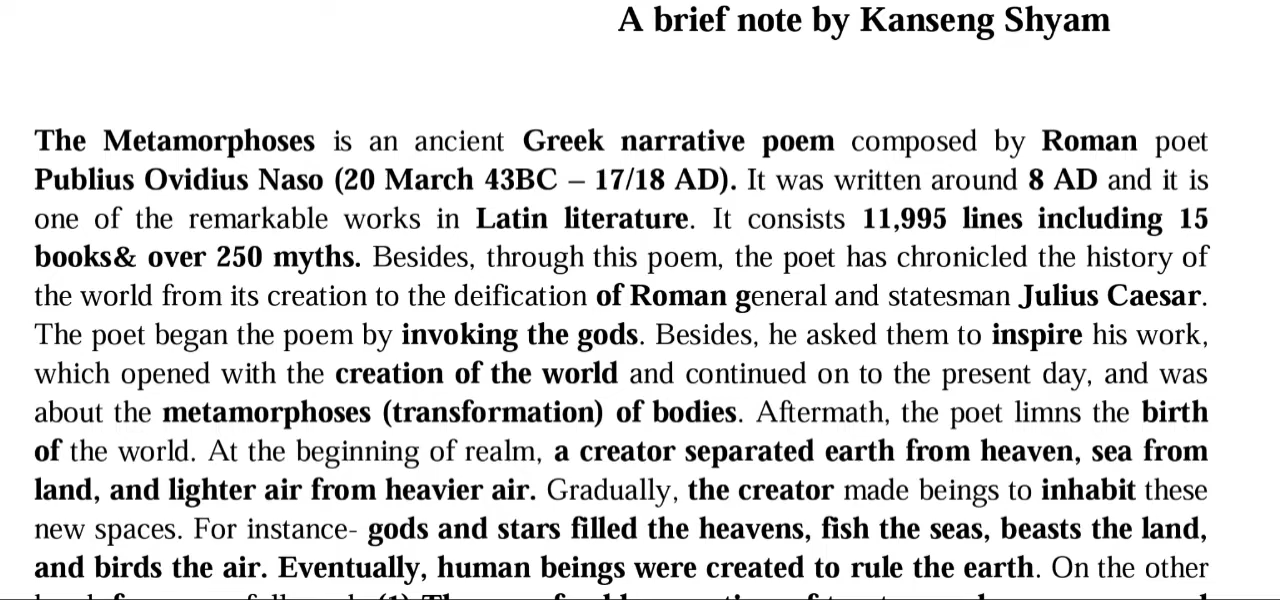 A brief note by Kanseng Shyam
The Metamorphoses is an ancient Greek narrative poem composed by Roman poet
Publius Ovidius Naso (20 March 43BC – 17/18 AD). It was written around 8 AD and it is
one of the remarkable works in Latin literature. It consists 11,995 lines including 15
books& over 250 myths. Besides, through this poem, the poet has chronicled the history of
the world from its creation to the deification of Roman general and statesman Julius Caesar.
The poet began the poem by invoking the gods. Besides, he asked them to inspire his work,
which opened with the creation of the world and continued on to the present day, and was
about the metamorphoses (transformation) of bodies. Aftermath, the poet limns the birth
of the world. At the beginning of realm, a creator separated earth from heaven, sea from
land, and lighter air from heavier air. Gradually, the creator made beings to inhabit these
new spaces. For instance- gods and stars filled the heavens, fish the seas, beasts the land,
and birds the air. Eventually, human beings were created to rule the earth. On the other